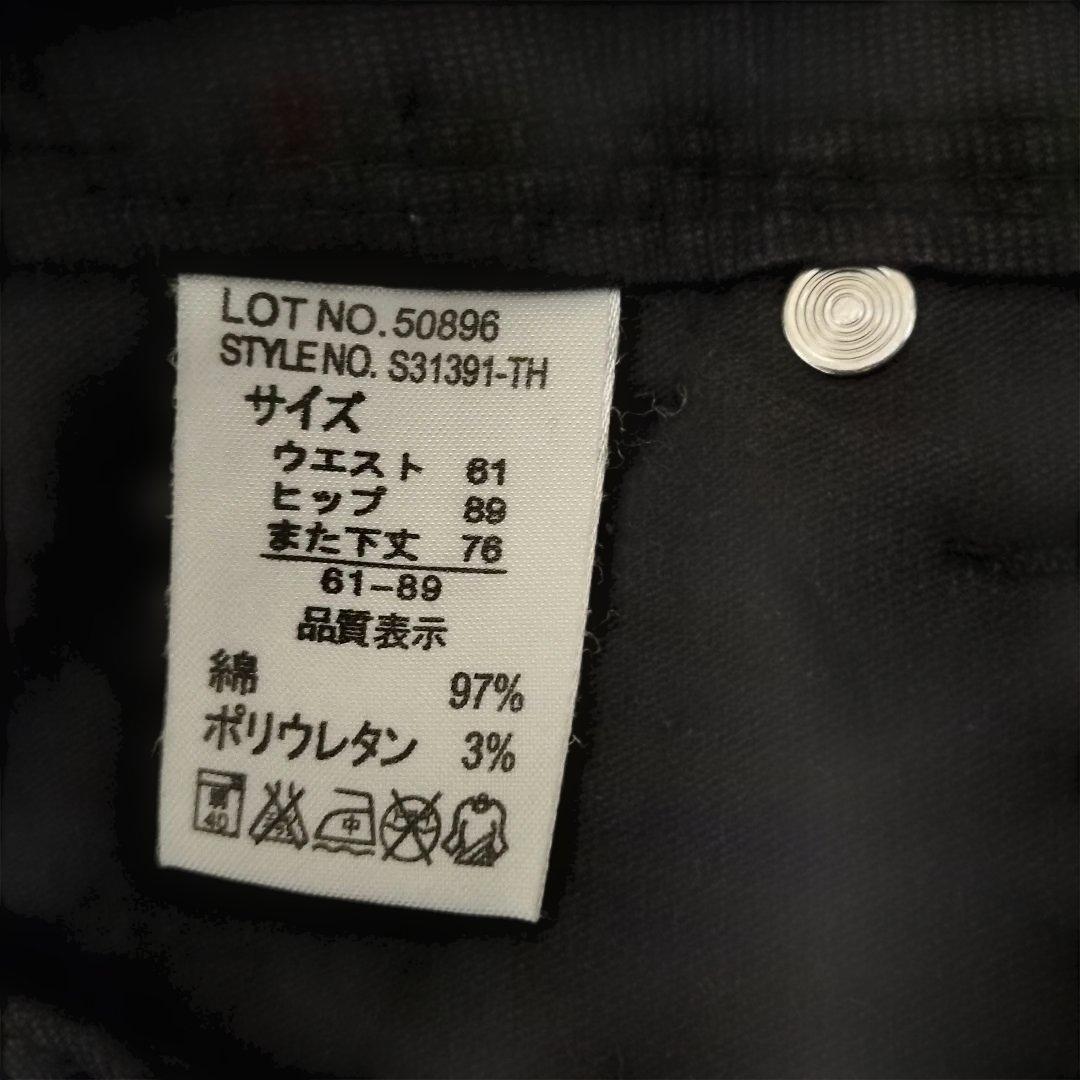 LOT NO. 50896
STYLE NO. S31391-TH
サイズ
ウエスト 61
ヒップ 89
また下丈 76
61-89
品質表示
綿 97%
ポリウレタン 3%
40 中